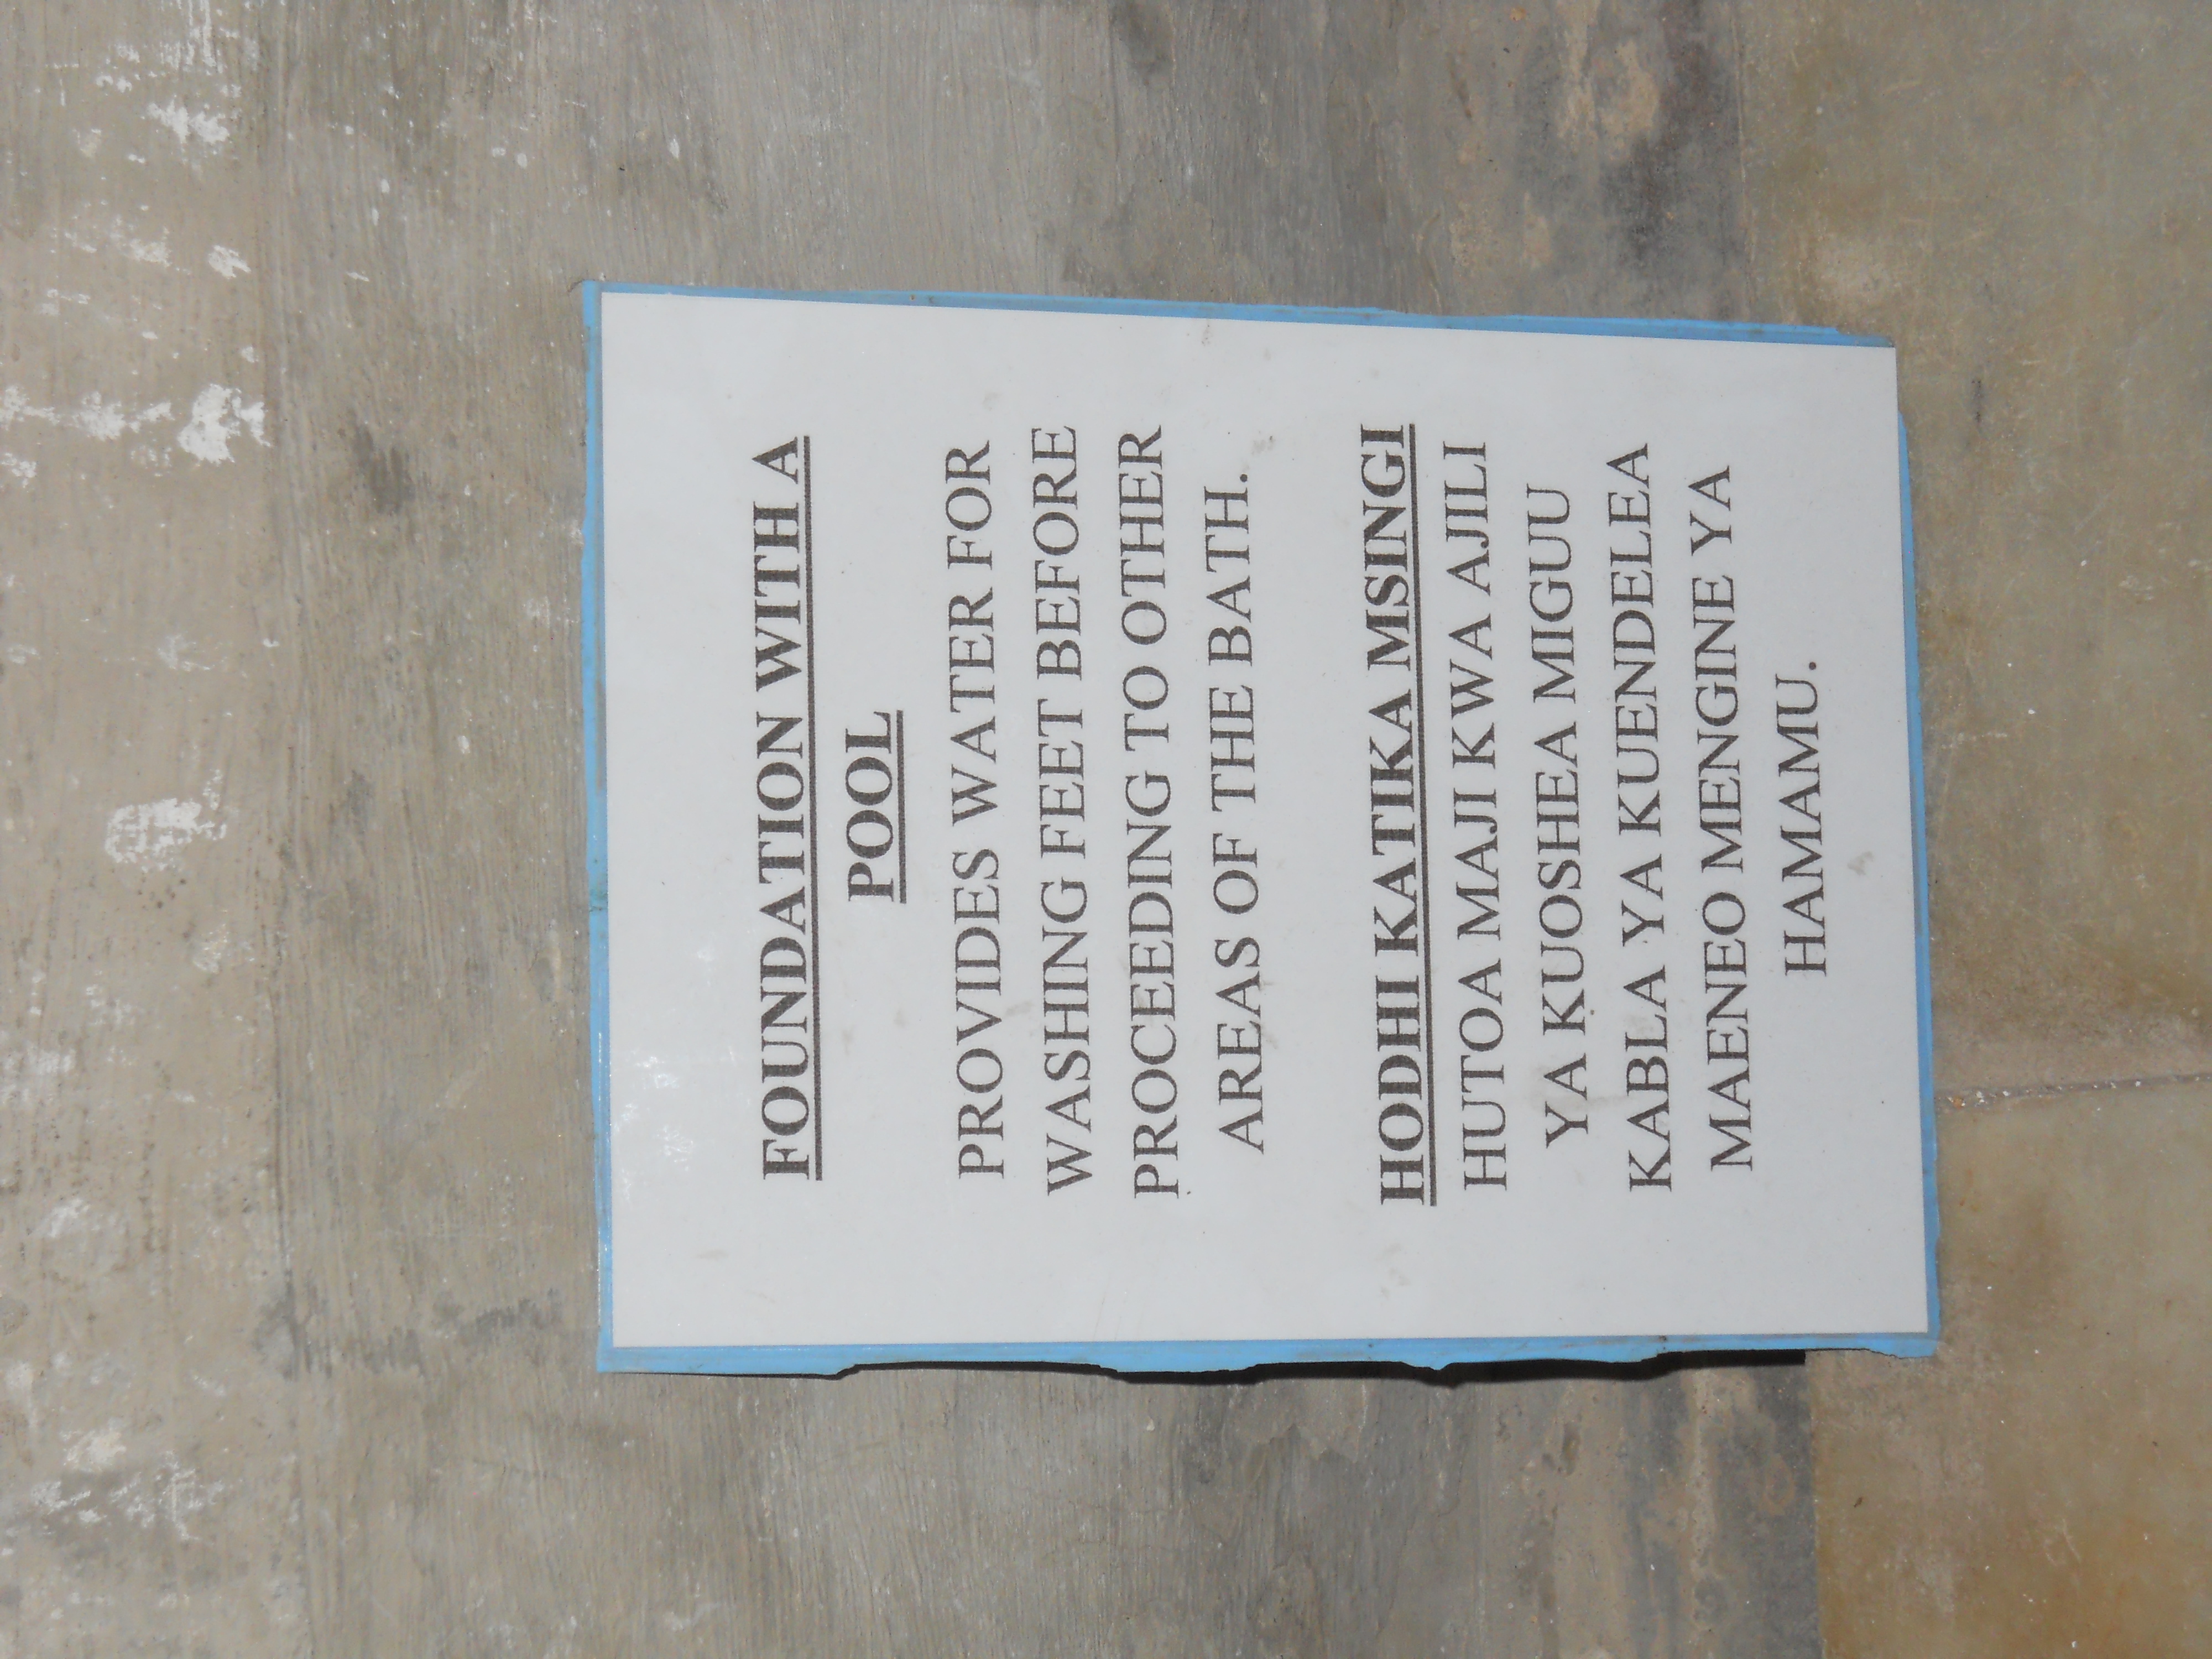 FOUNDATION WITH A
POOL
PROVIDES WATER FOR
WASHING FEET BEFORE
PROCEEDING TO OTHER
AREAS OF THE BATH.
HODHI KATIKA MSINGI
HUTOA MAJI KWA AJILI
YA KUOSHEA MIGUU
KABLA YA KUENDELEA
MAENEO MENGINE YA
HAMAMU.